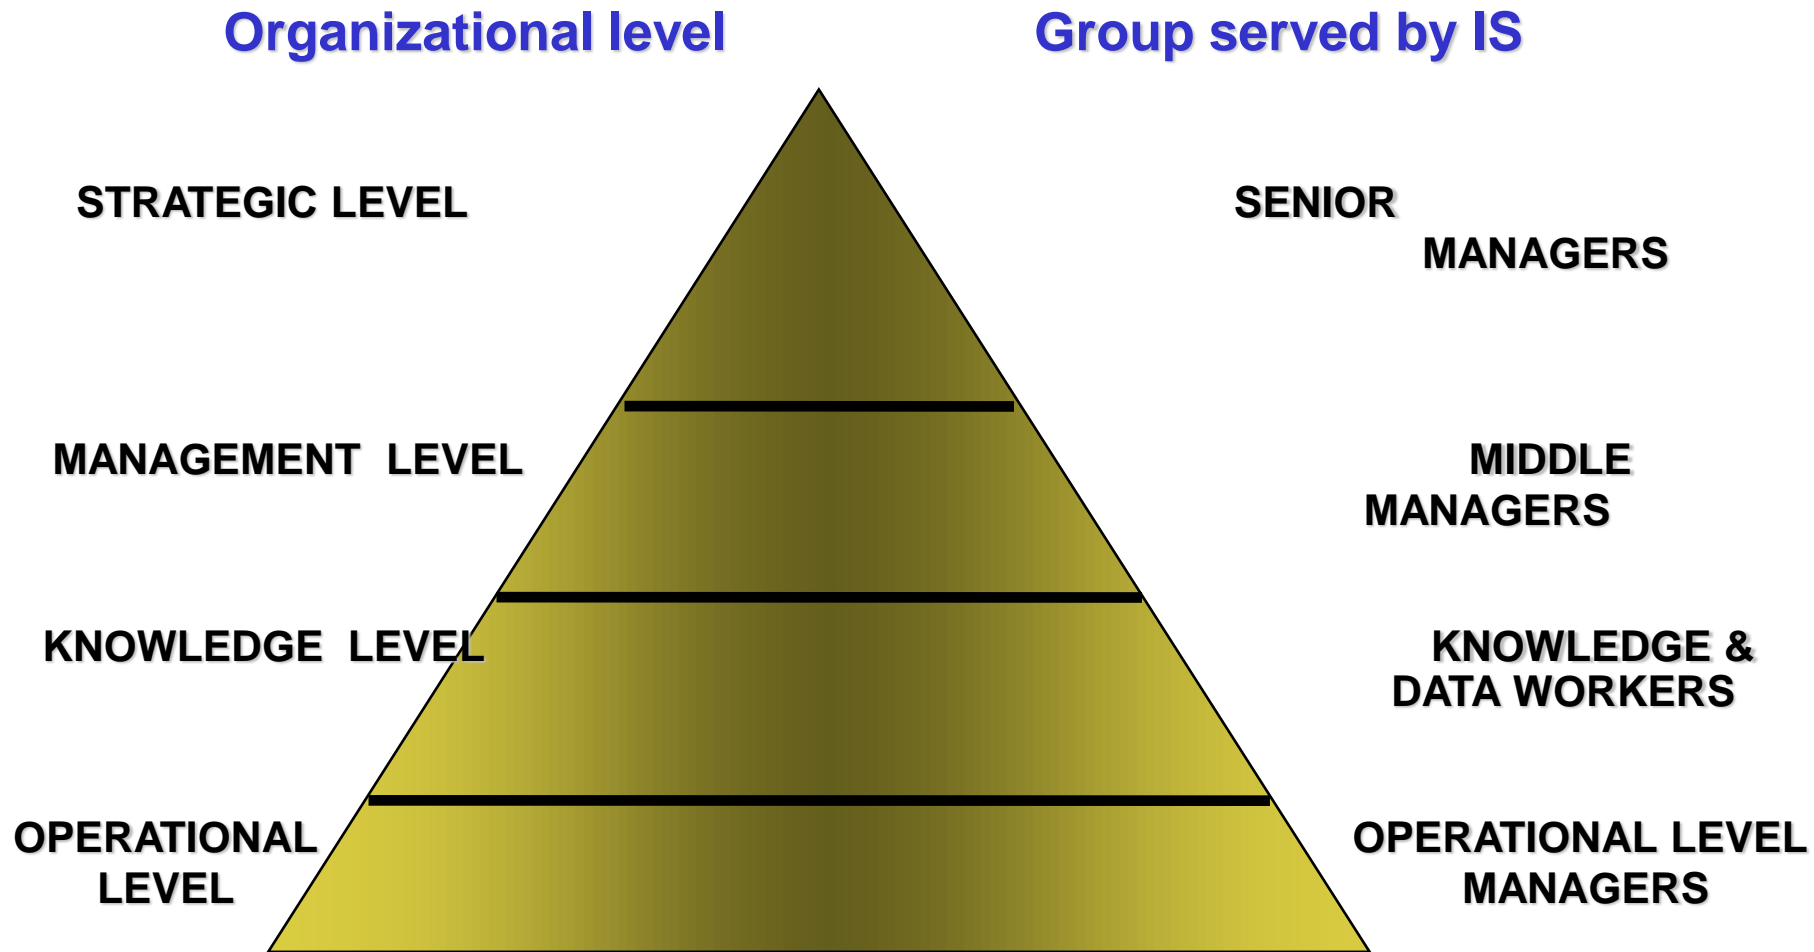 Organizational level
Group served by IS
STRATEGIC LEVEL
SENIOR
MANAGERS
MANAGEMENT LEVEL
MIDDLE
MANAGERS
KNOWLEDGE LEVEL
KNOWLEDGE &
DATA WORKERS
OPERATIONAL
LEVEL
OPERATIONAL LEVEL
MANAGERS